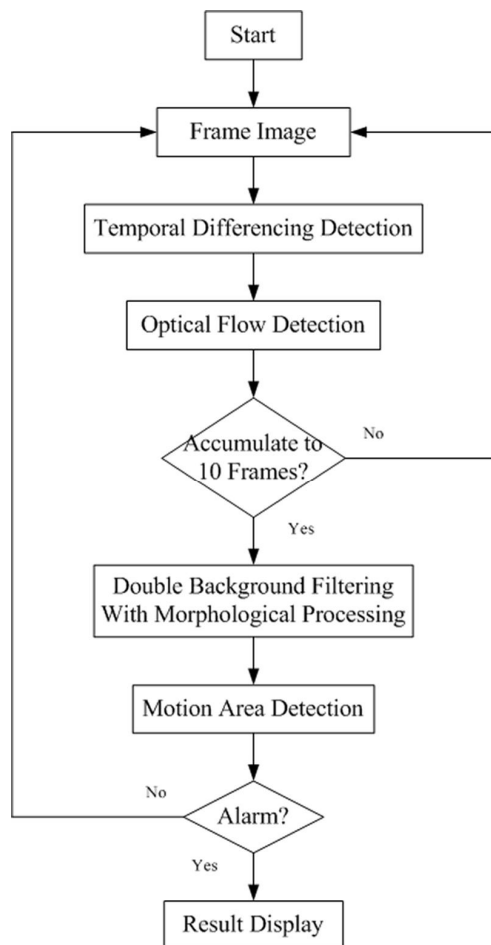 Start
Frame Image
Temporal Differencing Detection
Optical Flow Detection
Accumulate to
10 Frames?
No
Yes
Double Background Filtering
With Morphological Processing
Motion Area Detection
No
Alarm?
Yes
Result Display